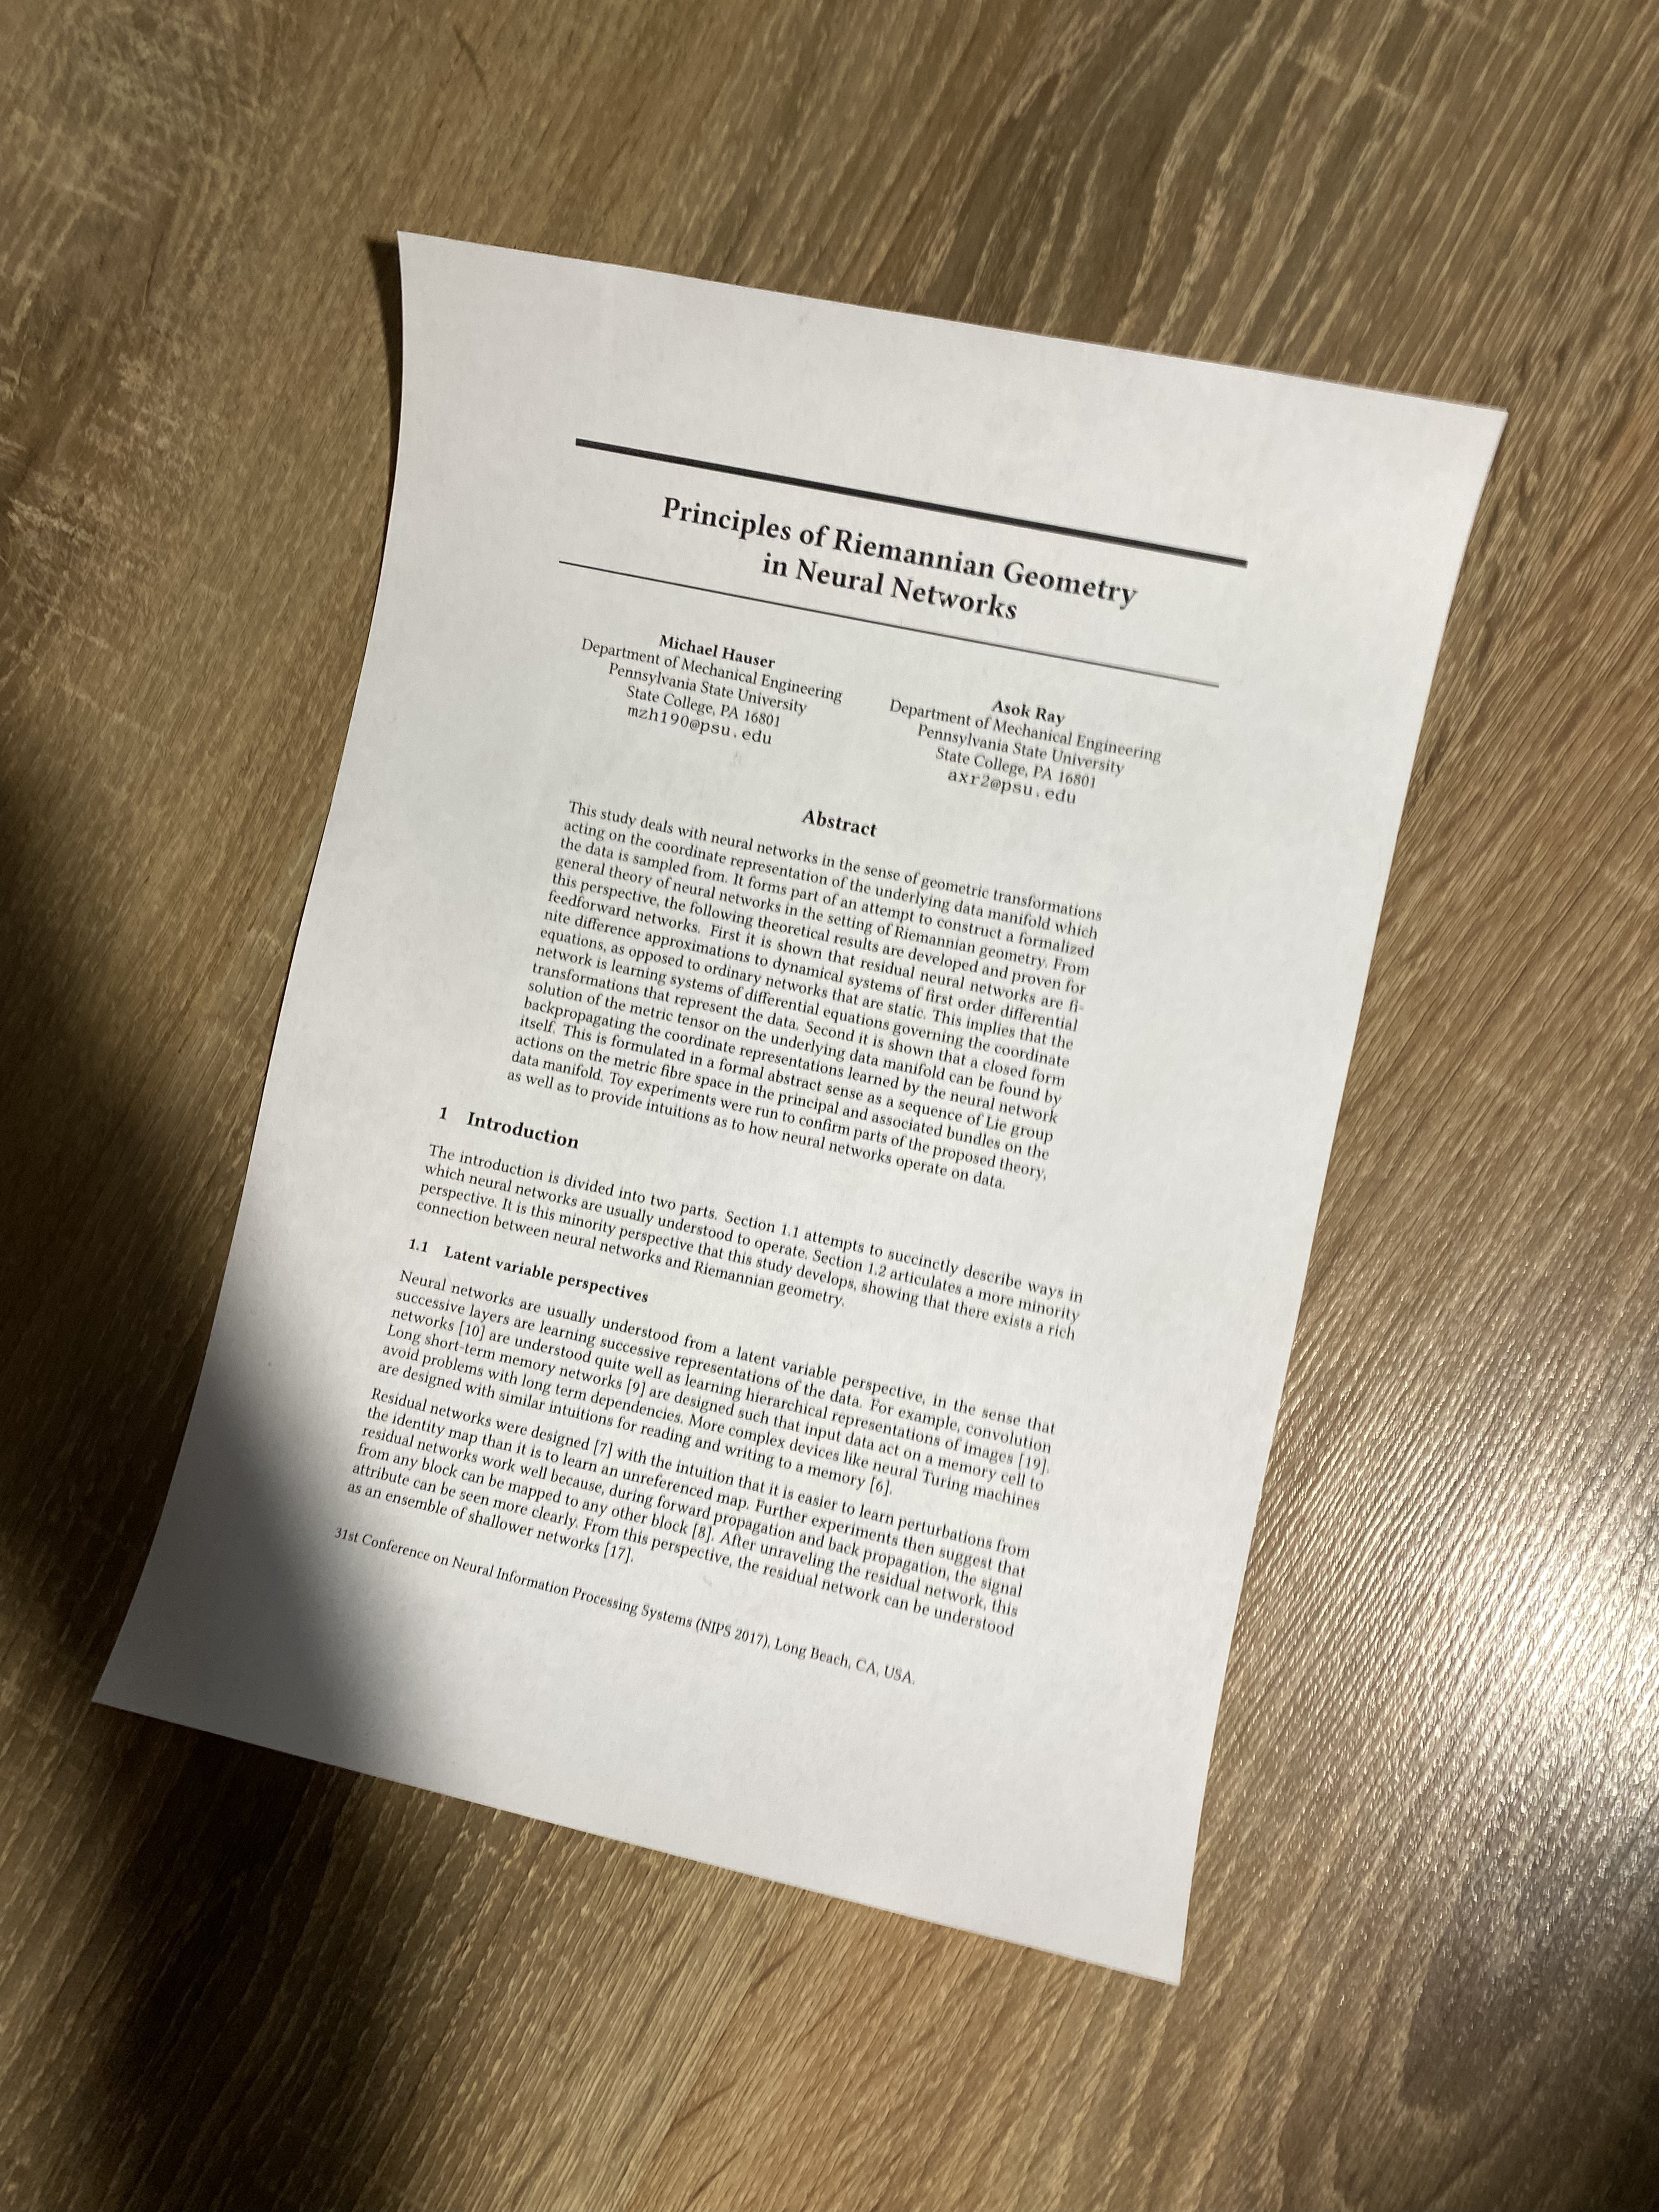 Principles of Riemannian Geometry
in Neural Networks
Michael Hauser
Department of Mechanical Engineering
Pennsylvania State University
State College, PA 16801
mzh190@psu.edu
Asok Ray
Department of Mechanical Engineering
Pennsylvania State University
State College, PA 16801
axr2@psu.edu
Abstract
This study deals with neural networks in the sense of geometric transformations
acting on the coordinate representation of the underlying data manifold which
the data is sampled from. It forms part of an attempt to construct a formalized
general theory of neural networks in the setting of Riemannian geometry. From
this perspective, the following theoretical results are developed and proven for
feedforward networks. First it is shown that residual neural networks are fi-
nite difference approximations to dynamical systems of first order differential
equations, as opposed to ordinary networks that are static. This implies that the
network is learning systems of differential equations governing the coordinate
transformations that represent the data. Second it is shown that a closed form
solution of the metric tensor on the underlying data manifold can be found by
backpropagating the coordinate representations learned by the neural network
itself. This is formulated in a formal abstract sense as a sequence of Lie group
actions on the metric fibre space in the principal and associated bundles on the
data manifold. Toy experiments were run to confirm parts of the proposed theory,
as well as to provide intuitions as to how neural networks operate on data.
1 Introduction
The introduction is divided into two parts. Section 1.1 attempts to succinctly describe ways in
which neural networks are usually understood to operate. Section 1.2 articulates a more minority
perspective. It is this minority perspective that this study develops, showing that there exists a rich
connection between neural networks and Riemannian geometry.
1.1 Latent variable perspectives
Neural networks are usually understood from a latent variable perspective, in the sense that
successive layers are learning successive representations of the data. For example, convolution
networks [10] are understood quite well as learning hierarchical representations of images [19].
Long short-term memory networks [9] are designed such that input data act on a memory cell to
avoid problems with long term dependencies. More complex devices like neural Turing machines
are designed with similar intuitions for reading and writing to a memory [6].
Residual networks were designed [7] with the intuition that it is easier to learn perturbations from
the identity map than it is to learn an unreferenced map. Further experiments then suggest that
residual networks work well because, during forward propagation and back propagation, the signal
from any block can be mapped to any other block [8]. After unraveling the residual network, this
attribute can be seen more clearly. From this perspective, the residual network can be understood
as an ensemble of shallower networks [17].
31st Conference on Neural Information Processing Systems (NIPS 2017), Long Beach, CA, USA.